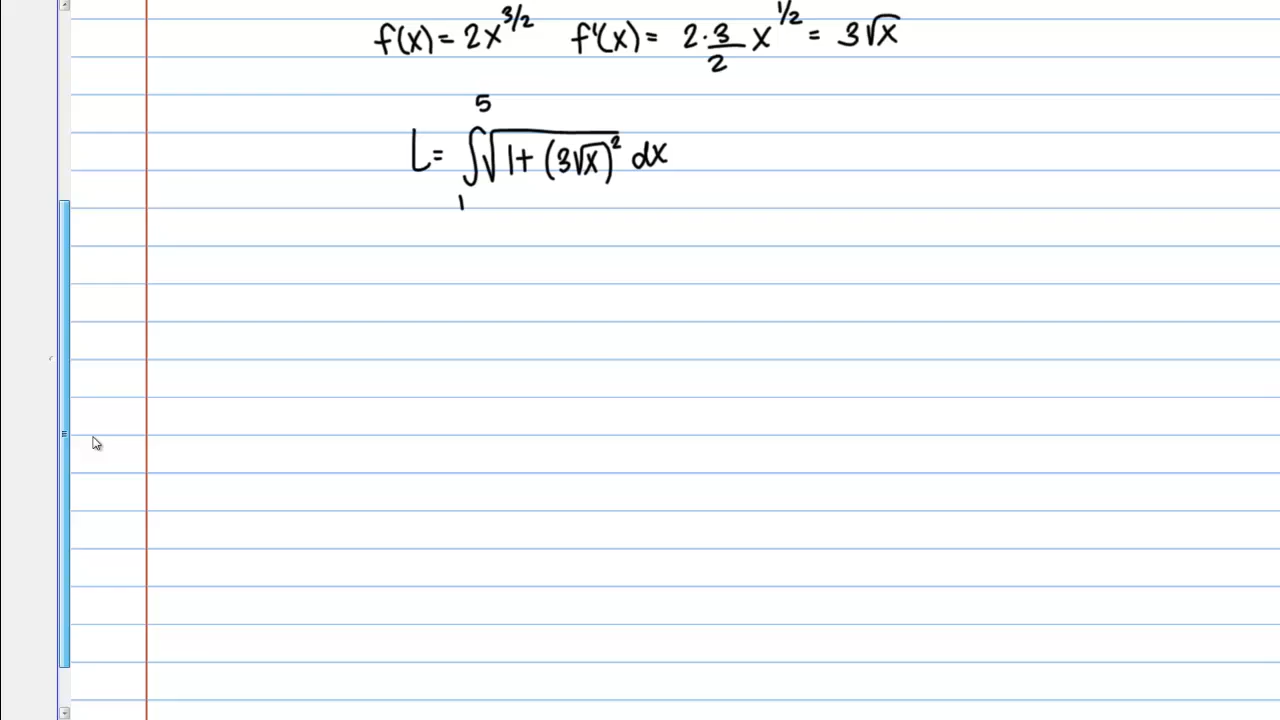 f(x) = 2x^{3/2} f'(x) = 2·3/2 x^{1/2} = 3√x
L = ∫_1^5 √(1 + (3√x)^2) dx